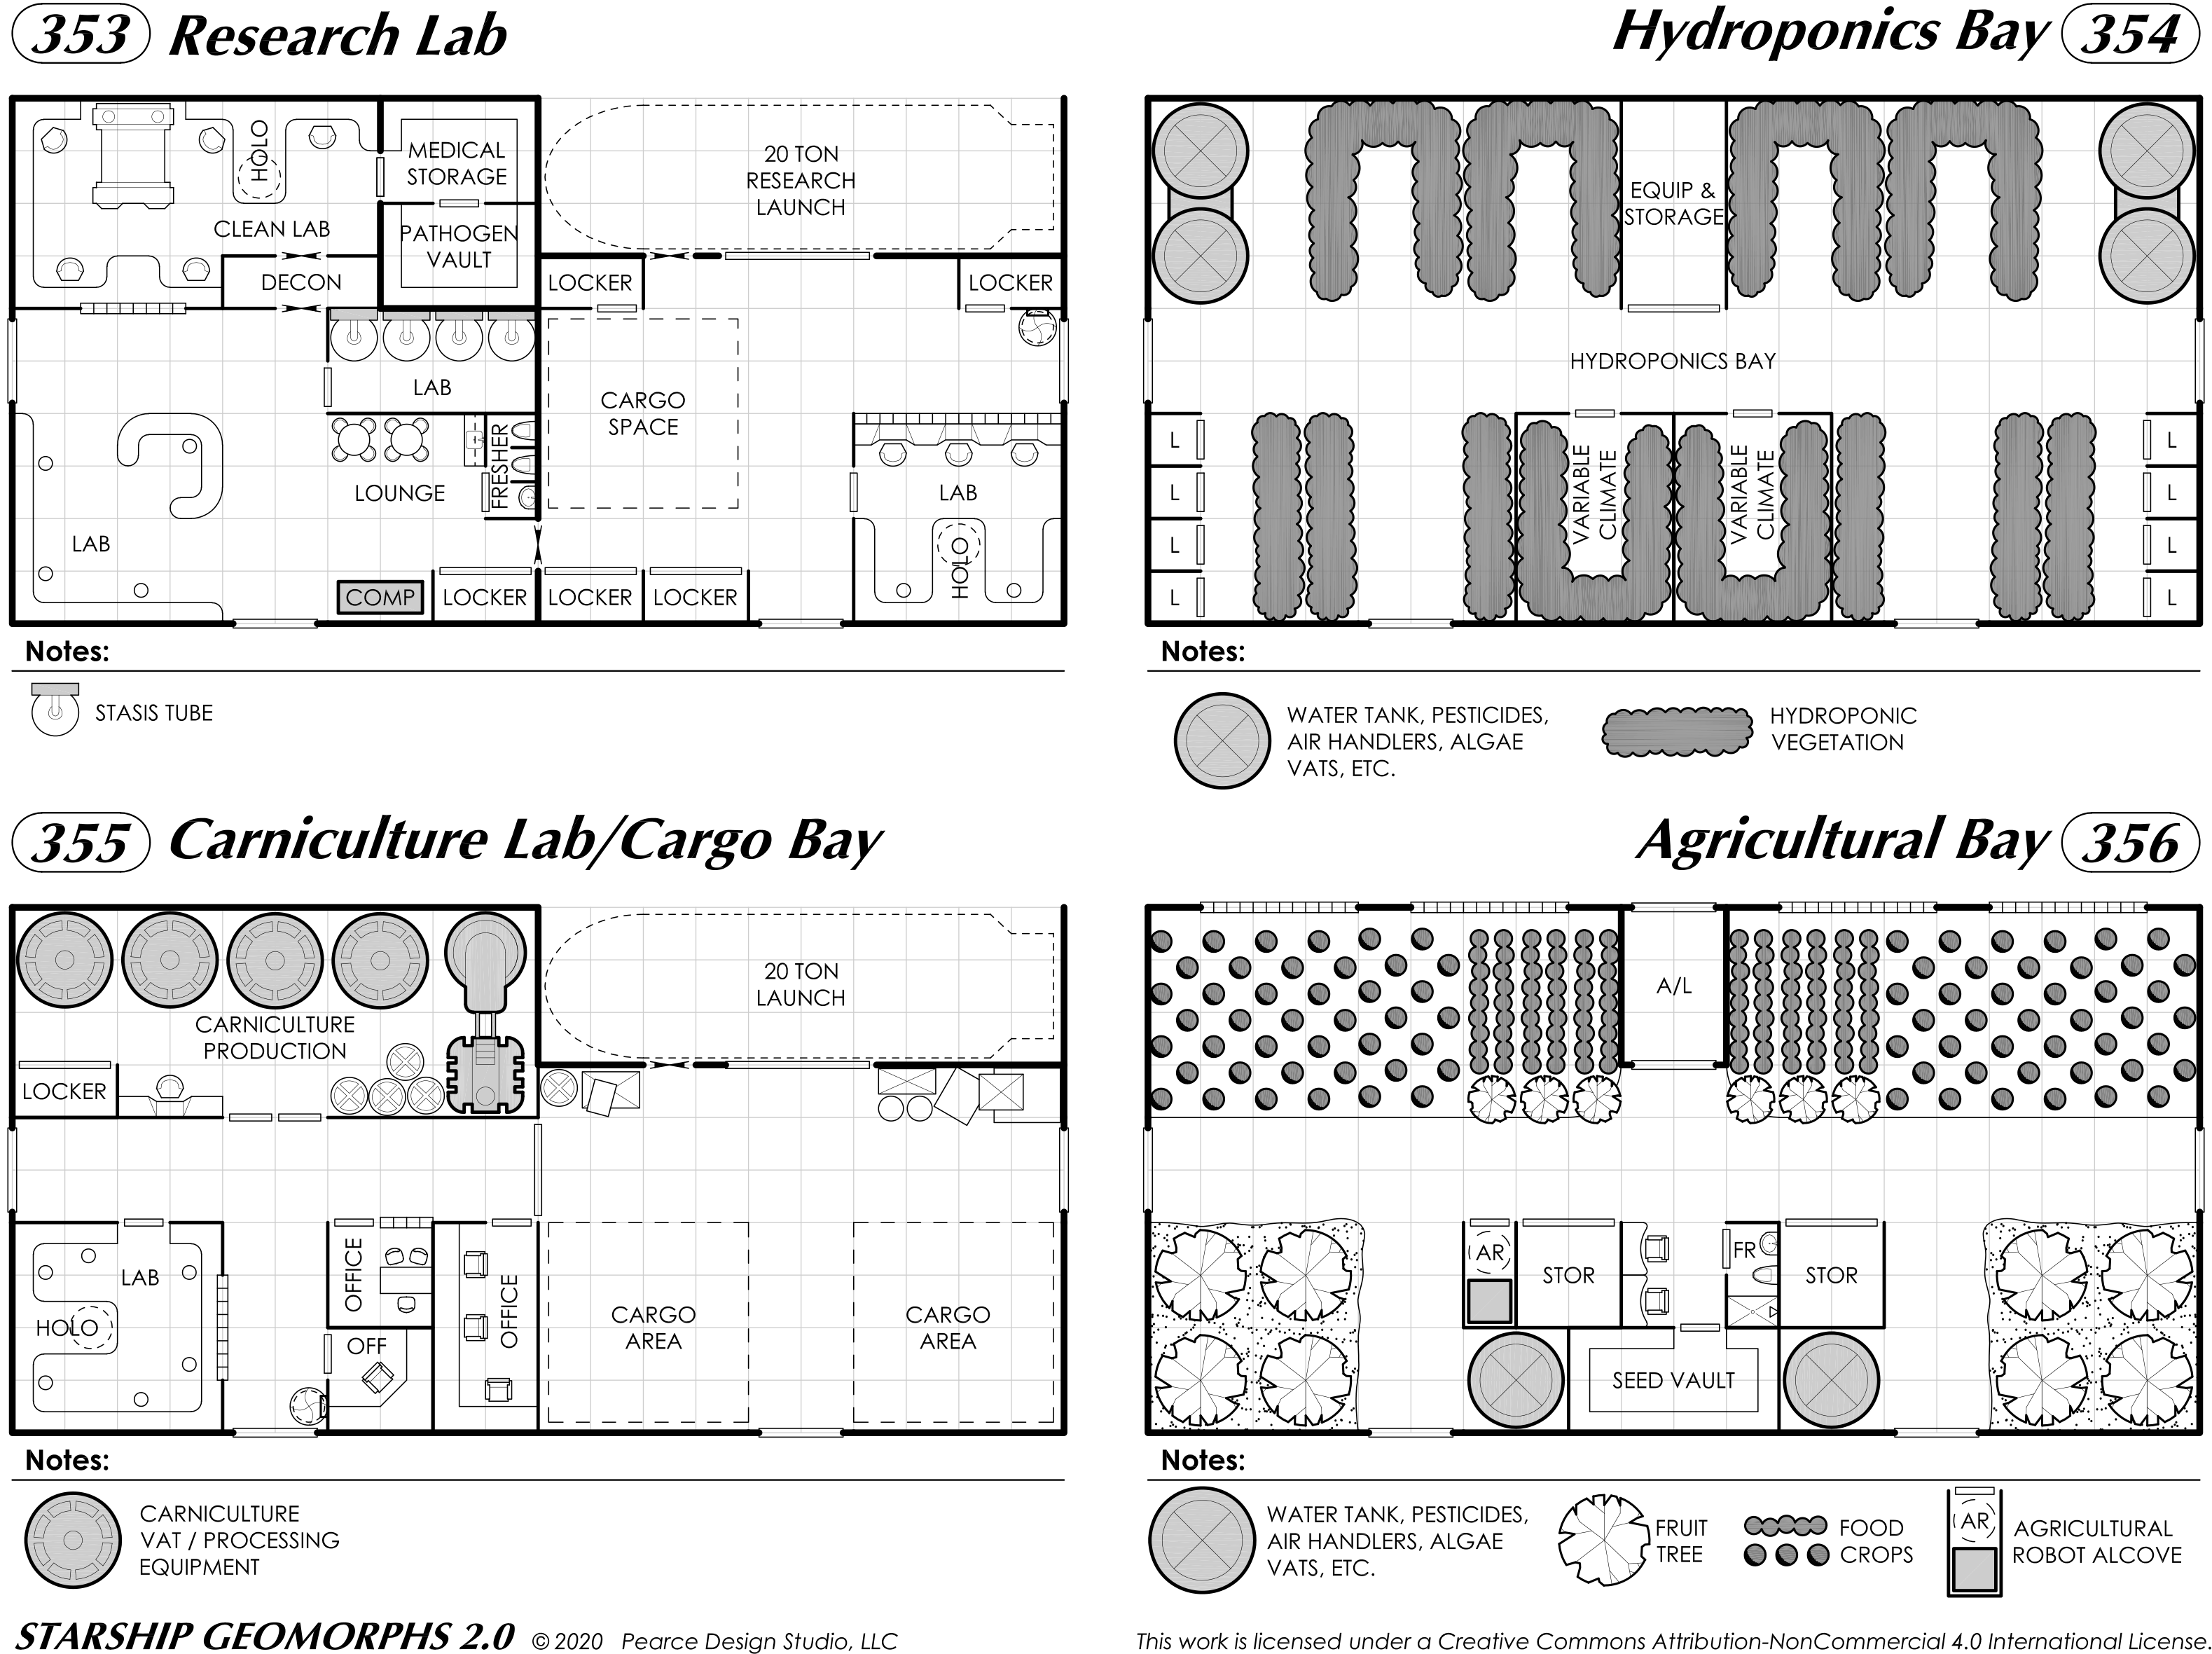 353 Research Lab
HOLO
MEDICAL
STORAGE
20 TON
RESEARCH
LAUNCH
CLEAN LAB
PATHOGEN
VAULT
DECON
LOCKER
LOCKER
LAB
CARGO
SPACE
LOUNGE
FRESHER
LAB
LAB
HOLO
COMP
LOCKER
LOCKER
LOCKER
Notes:
STASIS TUBE
Hydroponics Bay 354
EQUIP &
STORAGE
HYDROPONICS BAY
L
L
L
L
VARIABLE
CLIMATE
VARIABLE
CLIMATE
L
L
L
L
Notes:
WATER TANK, PESTICIDES,
AIR HANDLERS, ALGAE
VATS, ETC.
HYDROPONIC
VEGETATION
355 Carniculture Lab/Cargo Bay
20 TON
LAUNCH
CARNICULTURE
PRODUCTION
LOCKER
LAB
HOLO
OFFICE
OFF
OFFICE
CARGO
AREA
CARGO
AREA
Notes:
CARNICULTURE
VAT / PROCESSING
EQUIPMENT
Agricultural Bay 356
A/L
AR
STOR
FR
STOR
SEED VAULT
Notes:
WATER TANK, PESTICIDES,
AIR HANDLERS, ALGAE
VATS, ETC.
FRUIT
TREE
FOOD
CROPS
AR
AGRICULTURAL
ROBOT ALCOVE
STARSHIP GEOMORPHS 2.0 © 2020 Pearce Design Studio, LLC
This work is licensed under a Creative Commons Attribution-NonCommercial 4.0 International License.